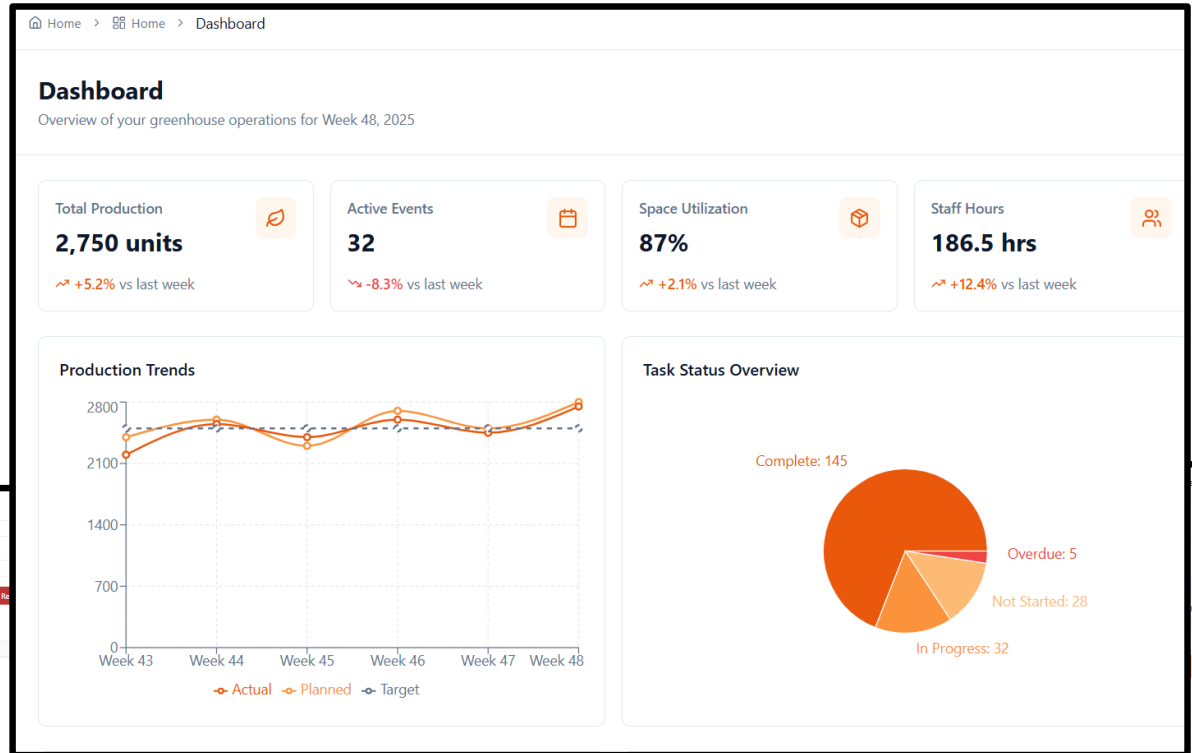 Home > Home > Dashboard
Dashboard
Overview of your greenhouse operations for Week 48, 2025
Total Production
2,750 units
+5.2% vs last week
Active Events
32
-8.3% vs last week
Space Utilization
87%
+2.1% vs last week
Staff Hours
186.5 hrs
+12.4% vs last week
Production Trends
2800
2100
1400
700
0
Week 43 Week 44 Week 45 Week 46 Week 47 Week 48
Actual Planned Target
Task Status Overview
Complete: 145
Overdue: 5
Not Started: 28
In Progress: 32
Re